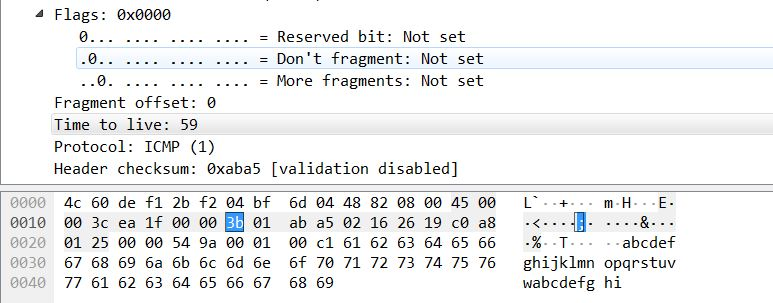 Flags: 0x0000
0... .... .... .... = Reserved bit: Not set
.0.. .... .... .... = Don't fragment: Not set
..0. .... .... .... = More fragments: Not set
Fragment offset: 0
Time to live: 59
Protocol: ICMP (1)
Header checksum: 0xaba5 [validation disabled]
0000 4c 60 de f1 2b f2 04 bf 6d 04 48 82 08 00 45 00 L`··+··· m·H···E·
0010 00 3c ea 1f 00 00 3b 01 ab a5 02 16 26 19 c0 a8 ·<····;· ····&···
0020 01 25 00 00 54 9a 00 01 00 c1 61 62 63 64 65 66 ·%··T··· ··abcdef
0030 67 68 69 6a 6b 6c 6d 6e 6f 70 71 72 73 74 75 76 ghijklmn opqrstuv
0040 77 61 62 63 64 65 66 67 68 69 wabcdefg hi